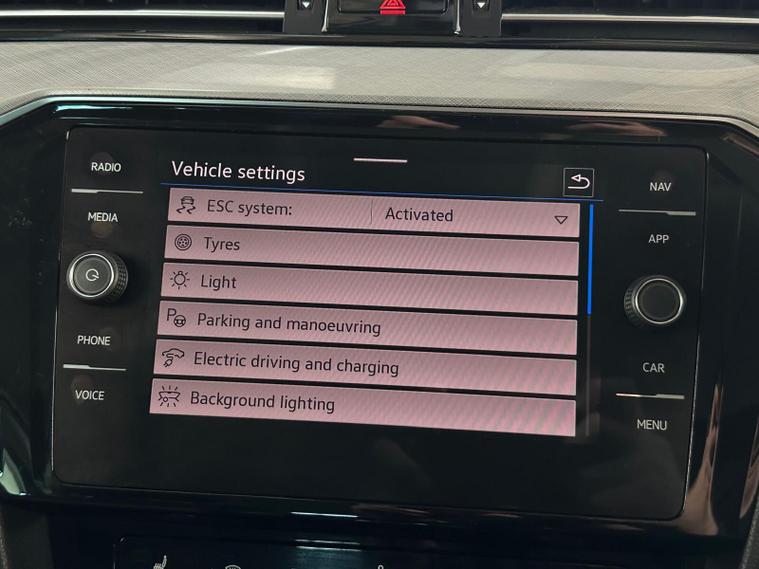 RADIO
MEDIA
PHONE
VOICE
Vehicle settings
ESC system: Activated
Tyres
Light
Parking and manoeuvring
Electric driving and charging
Background lighting
NAV
APP
CAR
MENU